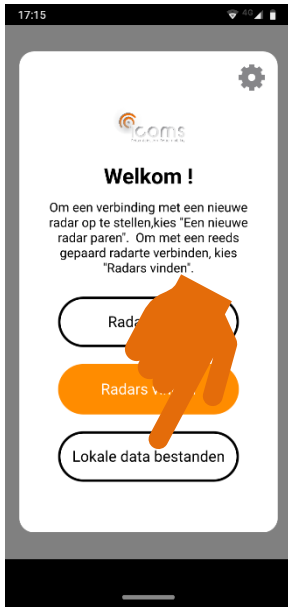 17:15
4G
icoms
Welkom !
Om een verbinding met een nieuwe
radar op te stellen,kies "Een nieuwe
radar paren".  Om met een reeds
gepaard radarte verbinden, kies
"Radars vinden".
Radars
Lokale data bestanden